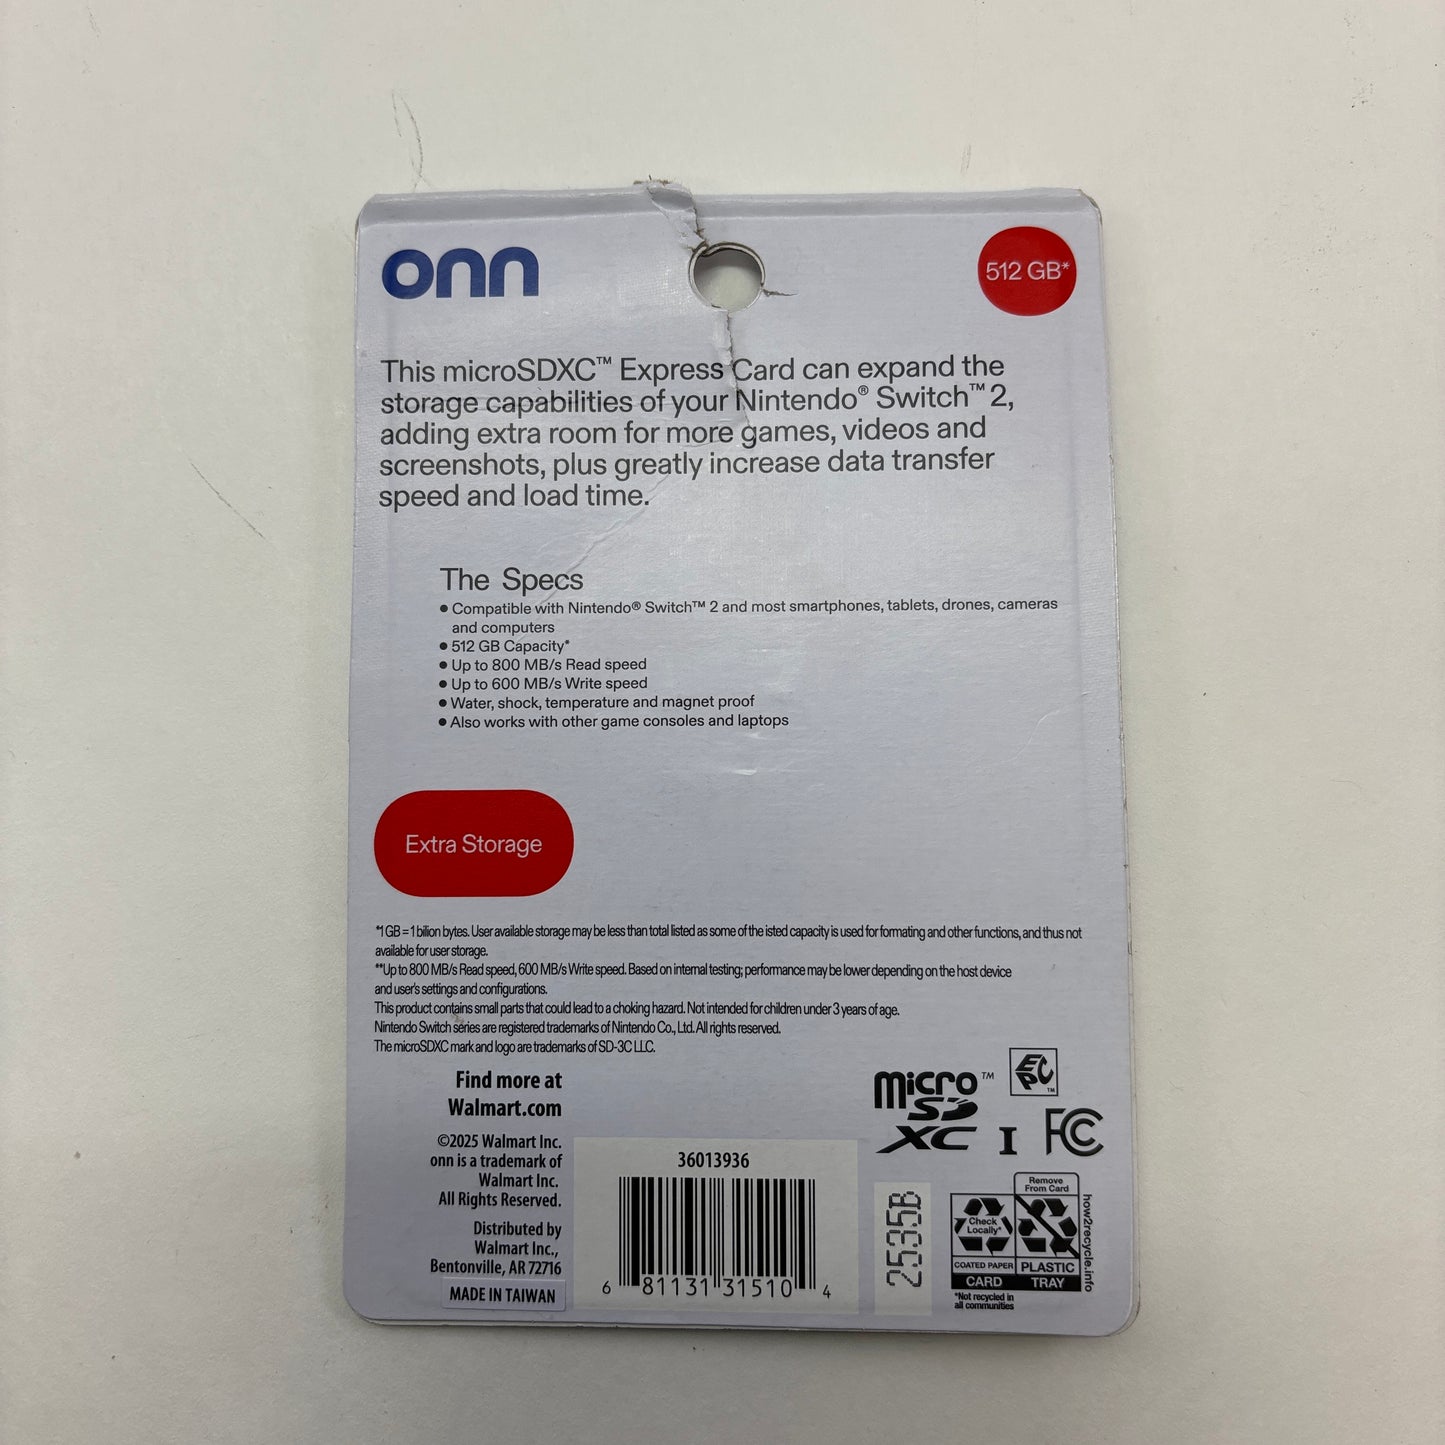 onn
512 GB*
This microSDXC™ Express Card can expand the
storage capabilities of your Nintendo® Switch™ 2,
adding extra room for more games, videos and
screenshots, plus greatly increase data transfer
speed and load time.
The Specs
• Compatible with Nintendo® Switch™ 2 and most smartphones, tablets, drones, cameras
and computers
• 512 GB Capacity*
• Up to 800 MB/s Read speed
• Up to 600 MB/s Write speed
• Water, shock, temperature and magnet proof
• Also works with other game consoles and laptops
Extra Storage
*1 GB = 1 bilion bytes. User available storage may be less than total listed as some of the isted capacity is used for formating and other functions, and thus not
available for user storage.
**Up to 800 MB/s Read speed, 600 MB/s Write speed. Based on internal testing; performance may be lower depending on the host device
and user's settings and configurations.
This product contains small parts that could lead to a choking hazard. Not intended for children under 3 years of age.
Nintendo Switch series are registered trademarks of Nintendo Co., Ltd. All rights reserved.
The microSDXC mark and logo are trademarks of SD-3C LLC.
Find more at
Walmart.com
©2025 Walmart Inc.
onn is a trademark of
Walmart Inc.
All Rights Reserved.
Distributed by
Walmart Inc.,
Bentonville, AR 72716
MADE IN TAIWAN
36013936
6 81131 31510 4
2535B
micro™
SD
XC I
EC
PC™
FC
Remove
From Card
Check
Locally*
COATED PAPER
CARD
PLASTIC
TRAY
*Not recycled in
all communities
how2recycle.info